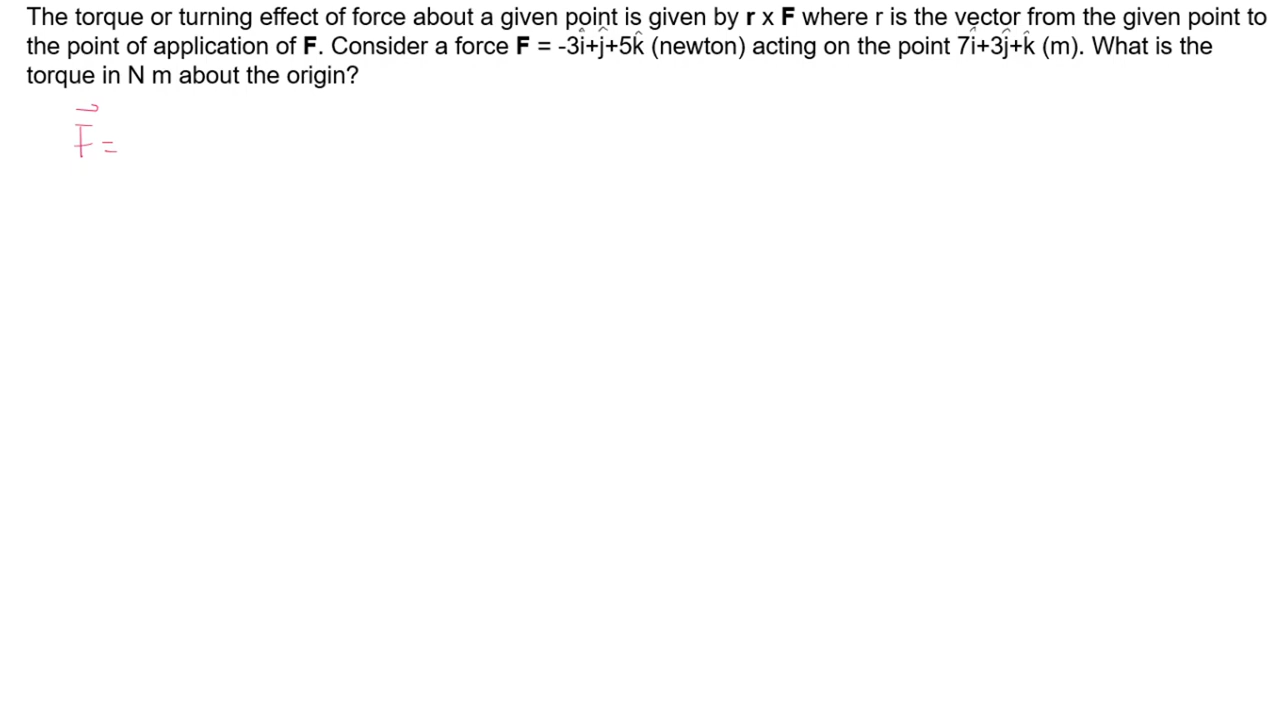 The torque or turning effect of force about a given point is given by r x F where r is the vector from the given point to
the point of application of F. Consider a force F = -3î+ĵ+5k̂ (newton) acting on the point 7î+3ĵ+k̂ (m). What is the
torque in N m about the origin?
F⃗ =